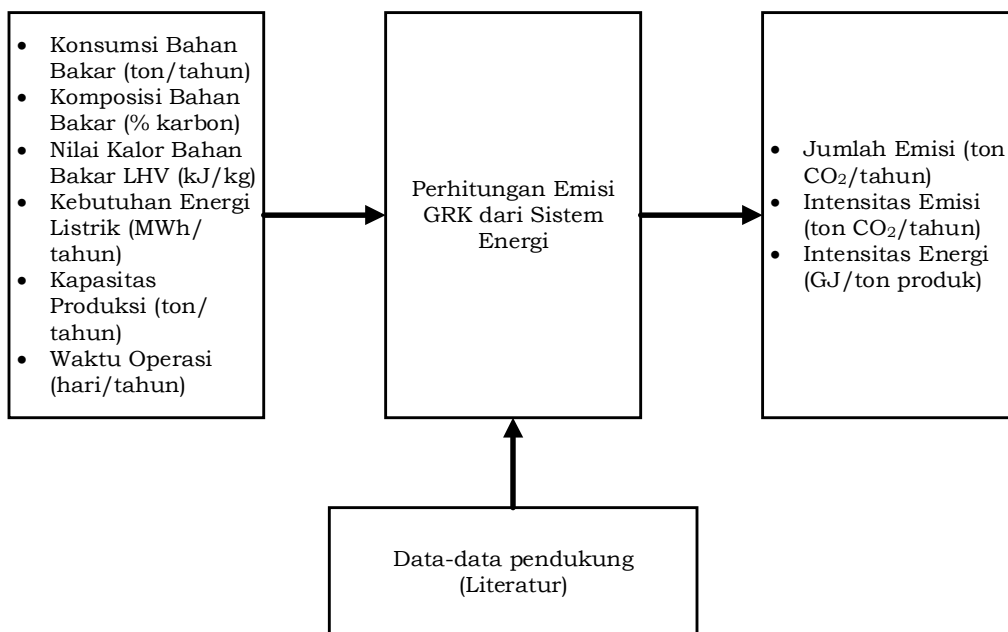 • Konsumsi Bahan
Bakar (ton/tahun)
• Komposisi Bahan
Bakar (% karbon)
• Nilai Kalor Bahan
Bakar LHV (kJ/kg)
• Kebutuhan Energi
Listrik (MWh/
tahun)
• Kapasitas
Produksi (ton/
tahun)
• Waktu Operasi
(hari/tahun)
Perhitungan Emisi
GRK dari Sistem
Energi
• Jumlah Emisi (ton
CO₂/tahun)
• Intensitas Emisi
(ton CO₂/tahun)
• Intensitas Energi
(GJ/ton produk)
Data-data pendukung
(Literatur)